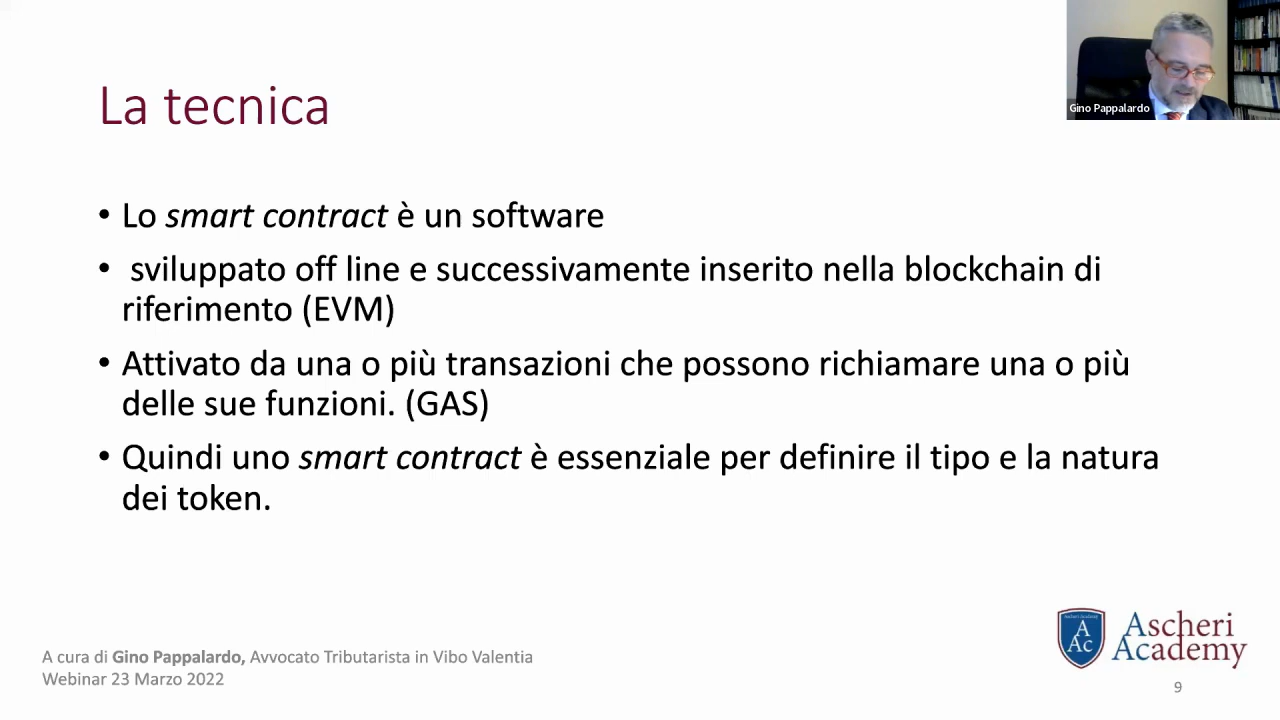 La tecnica
Gino Pappalardo
• Lo smart contract è un software
• sviluppato off line e successivamente inserito nella blockchain di
riferimento (EVM)
• Attivato da una o più transazioni che possono richiamare una o più
delle sue funzioni. (GAS)
• Quindi uno smart contract è essenziale per definire il tipo e la natura
dei token.
A cura di Gino Pappalardo, Avvocato Tributarista in Vibo Valentia
Webinar 23 Marzo 2022
A
Ac
Ascheri
Academy
9